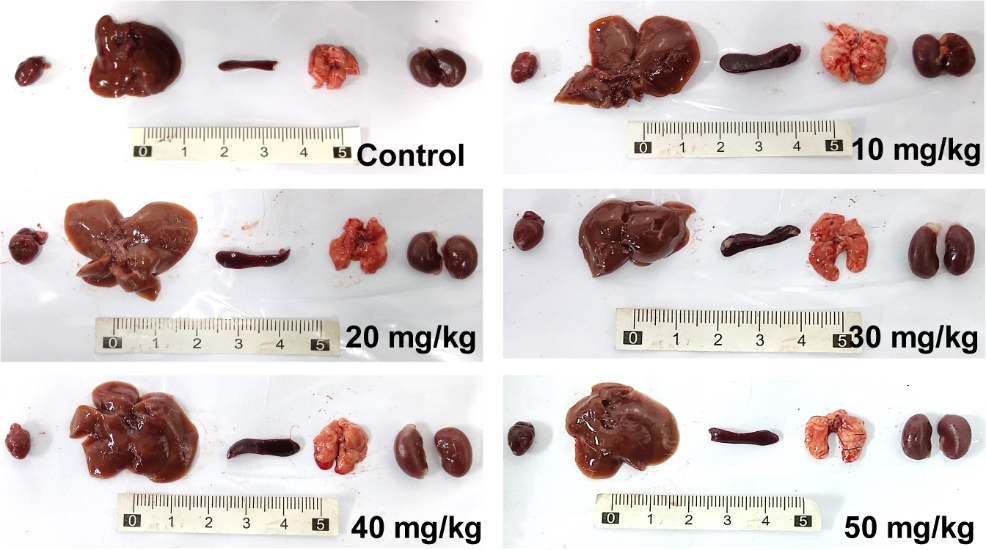 0 1 2 3 4 5 Control
0 1 2 3 4 5 10 mg/kg
0 1 2 3 4 5 20 mg/kg
0 1 2 3 4 5 30 mg/kg
0 1 2 3 4 5 40 mg/kg
0 1 2 3 4 5 50 mg/kg